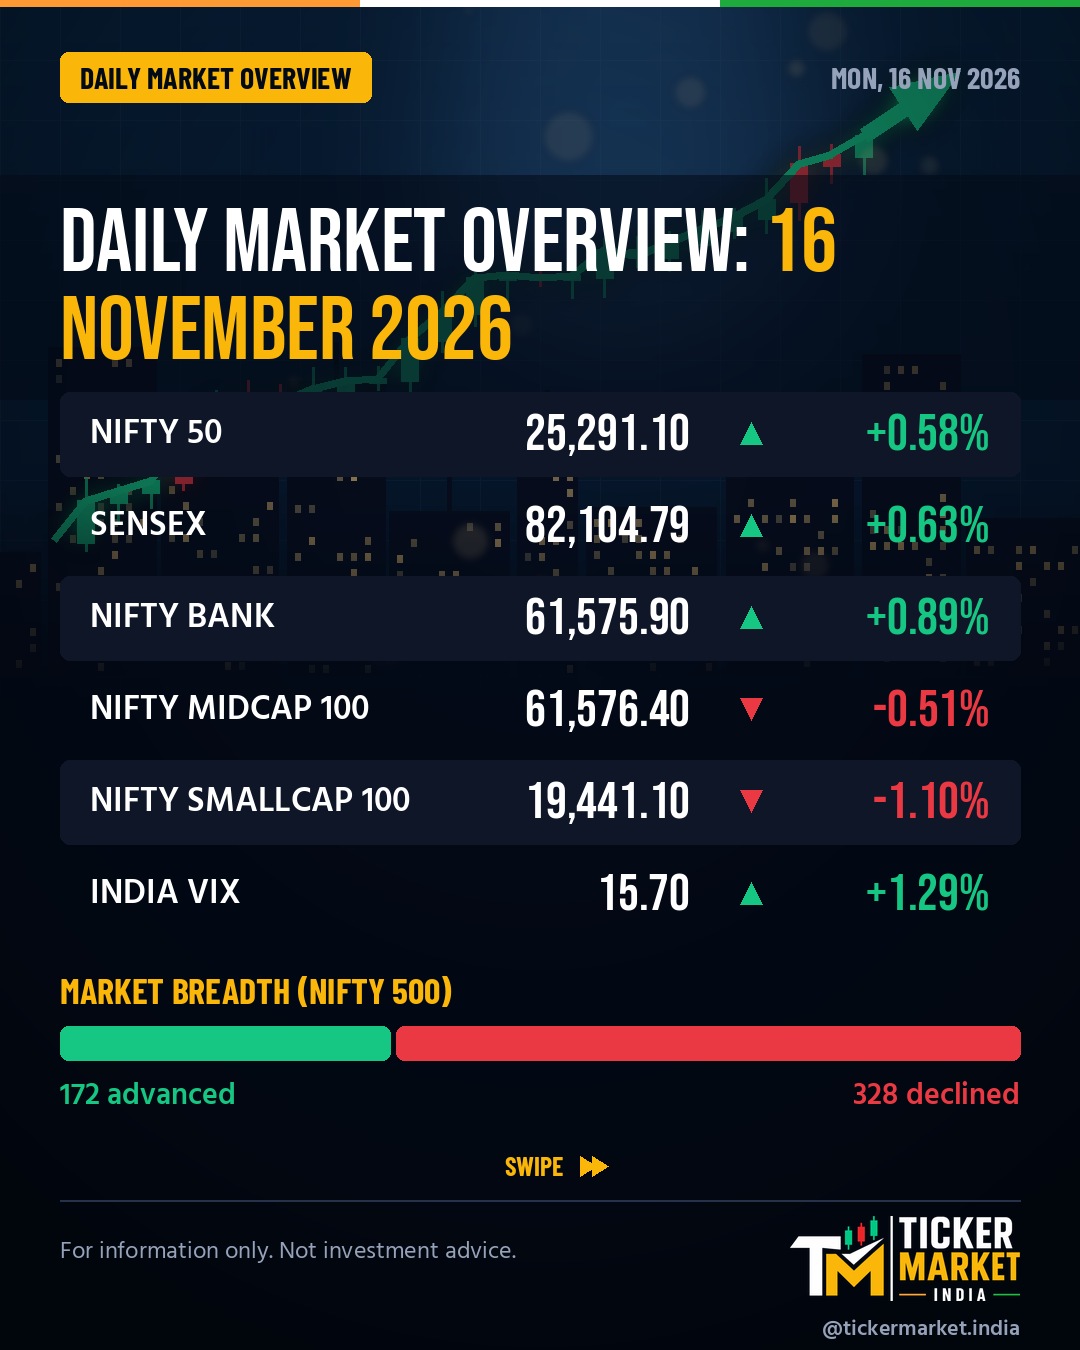 DAILY MARKET OVERVIEW
MON, 16 NOV 2026
DAILY MARKET OVERVIEW: 16
NOVEMBER 2026
NIFTY 50 25,291.10 ▲ +0.58%
SENSEX 82,104.79 ▲ +0.63%
NIFTY BANK 61,575.90 ▲ +0.89%
NIFTY MIDCAP 100 61,576.40 ▼ -0.51%
NIFTY SMALLCAP 100 19,441.10 ▼ -1.10%
INDIA VIX 15.70 ▲ +1.29%
MARKET BREADTH (NIFTY 500)
172 advanced
328 declined
SWIPE
For information only. Not investment advice.
TM
TICKER
MARKET
INDIA
@tickermarket.india